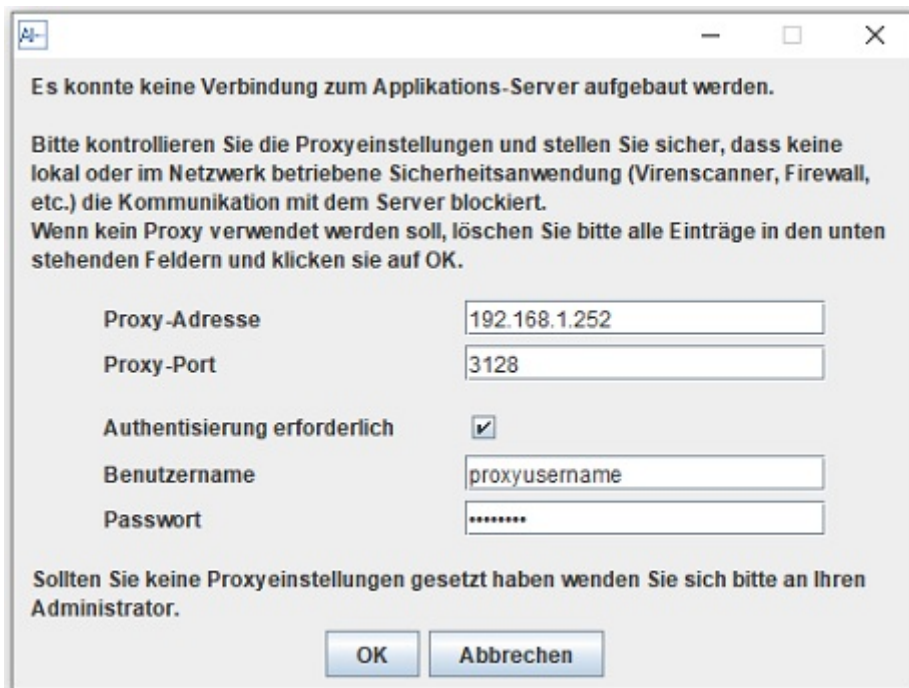 Es konnte keine Verbindung zum Applikations-Server aufgebaut werden.
Bitte kontrollieren Sie die Proxyeinstellungen und stellen Sie sicher, dass keine
lokal oder im Netzwerk betriebene Sicherheitsanwendung (Virenscanner, Firewall,
etc.) die Kommunikation mit dem Server blockiert.
Wenn kein Proxy verwendet werden soll, löschen Sie bitte alle Einträge in den unten
stehenden Feldern und klicken sie auf OK.
Proxy-Adresse 192.168.1.252
Proxy-Port 3128
Authentisierung erforderlich
Benutzername proxyusername
Passwort ••••••••
Sollten Sie keine Proxyeinstellungen gesetzt haben wenden Sie sich bitte an Ihren
Administrator.
OK Abbrechen